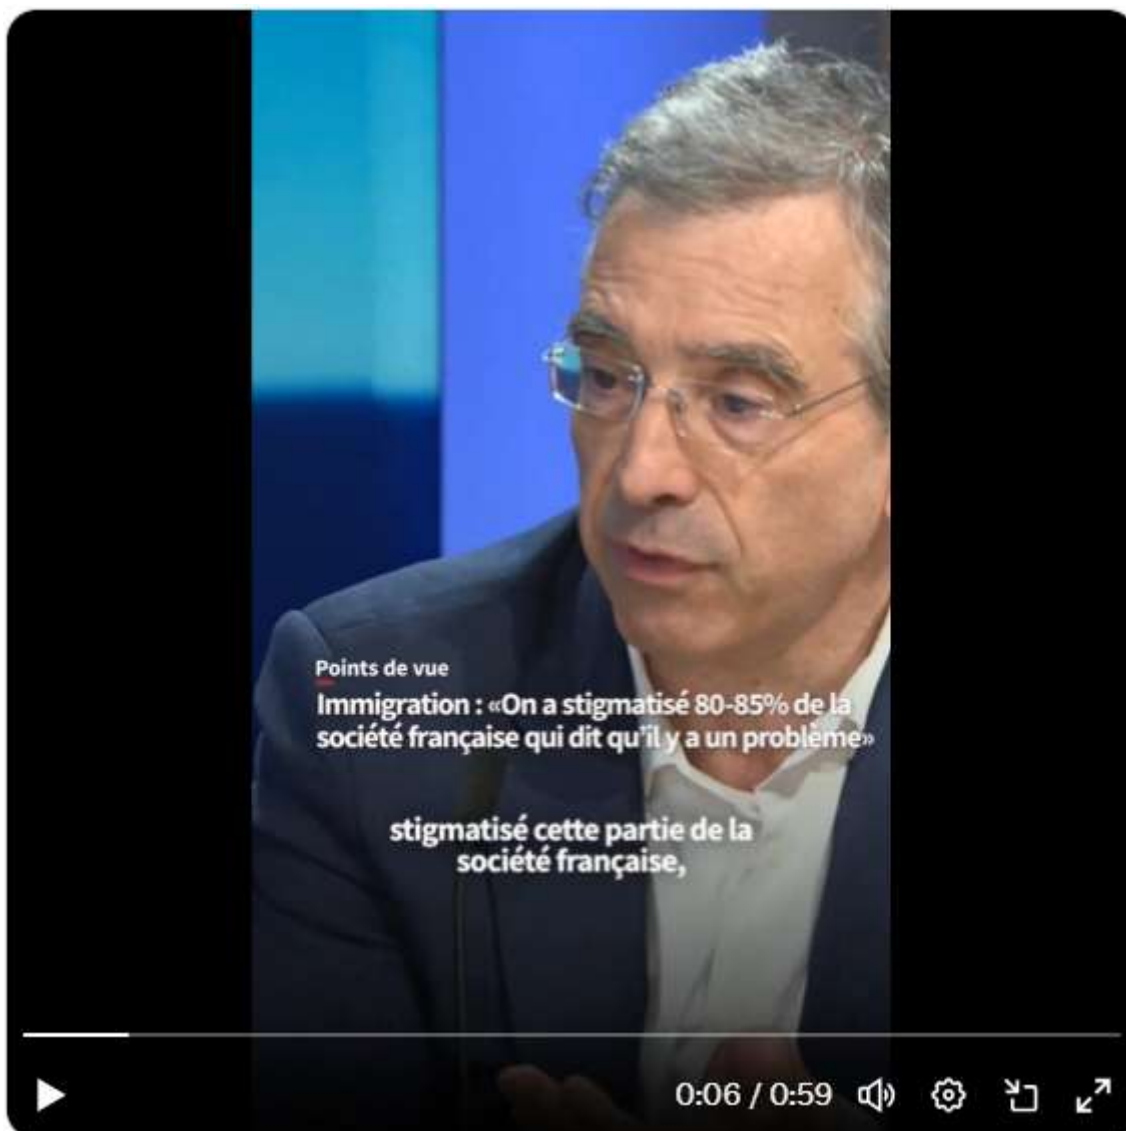 Points de vue
Immigration : «On a stigmatisé 80-85% de la
société française qui dit qu'il y a un problème»
stigmatisé cette partie de la
société française,
0:06 / 0:59